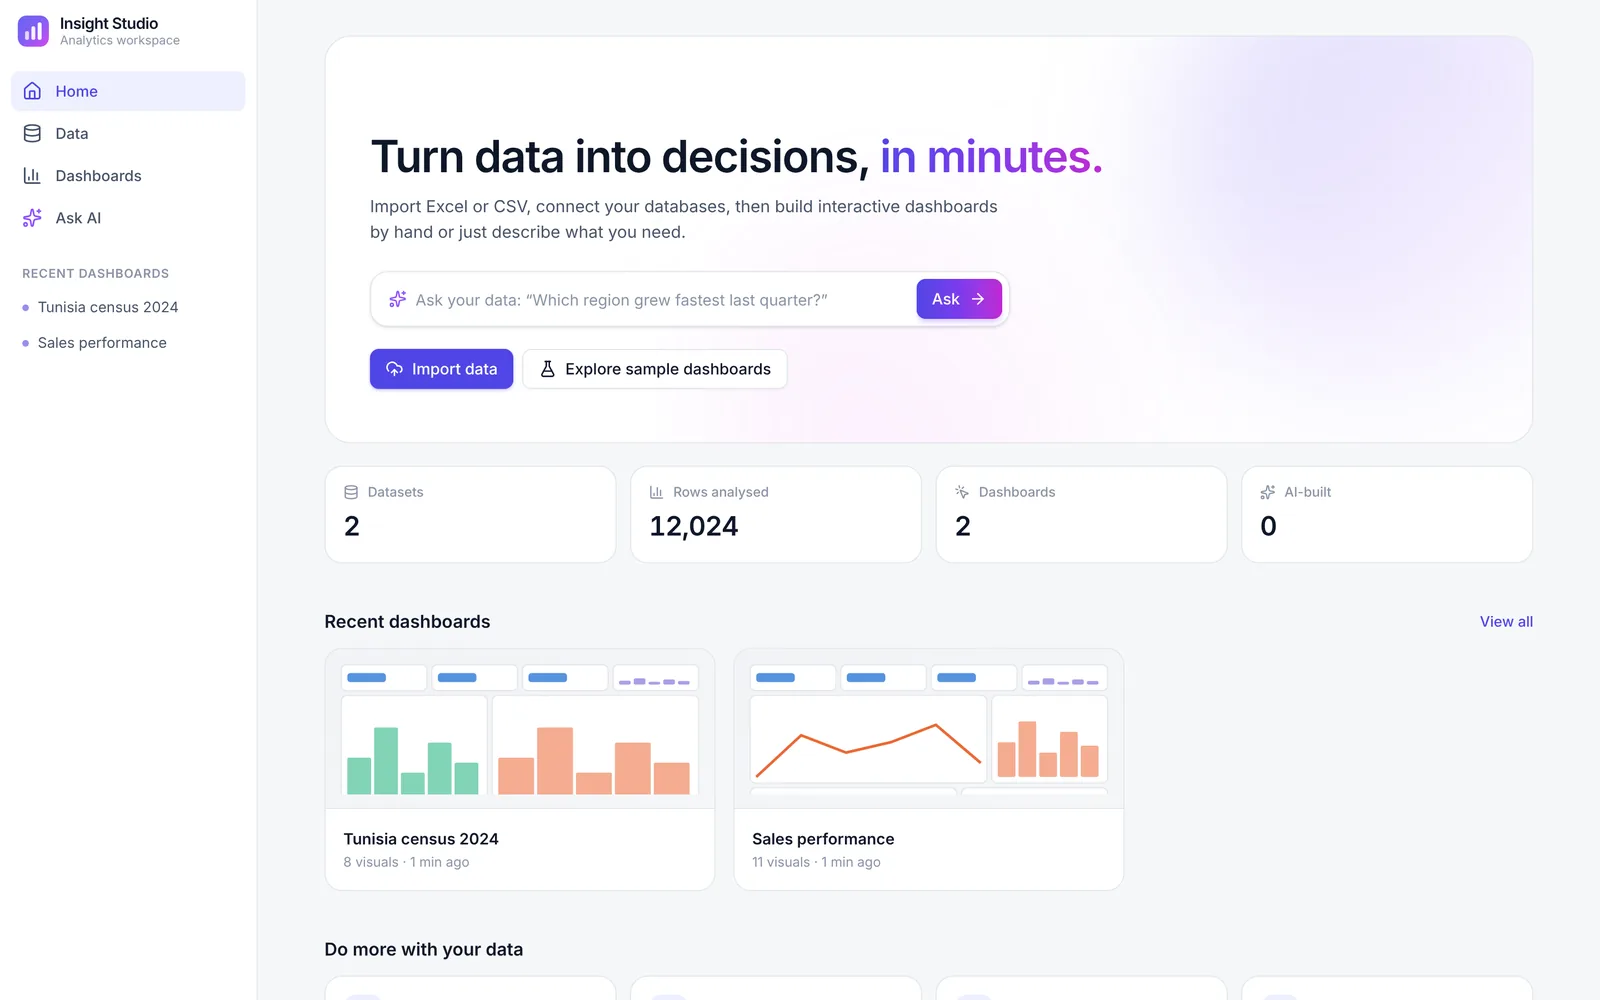 Insight Studio
Analytics workspace
Home
Data
Dashboards
Ask AI
RECENT DASHBOARDS
Tunisia census 2024
Sales performance
Turn data into decisions, in minutes.
Import Excel or CSV, connect your databases, then build interactive dashboards
by hand or just describe what you need.
Ask your data: “Which region grew fastest last quarter?”
Ask
Import data
Explore sample dashboards
Datasets
2
Rows analysed
12,024
Dashboards
2
AI-built
0
Recent dashboards
View all
Tunisia census 2024
8 visuals · 1 min ago
Sales performance
11 visuals · 1 min ago
Do more with your data